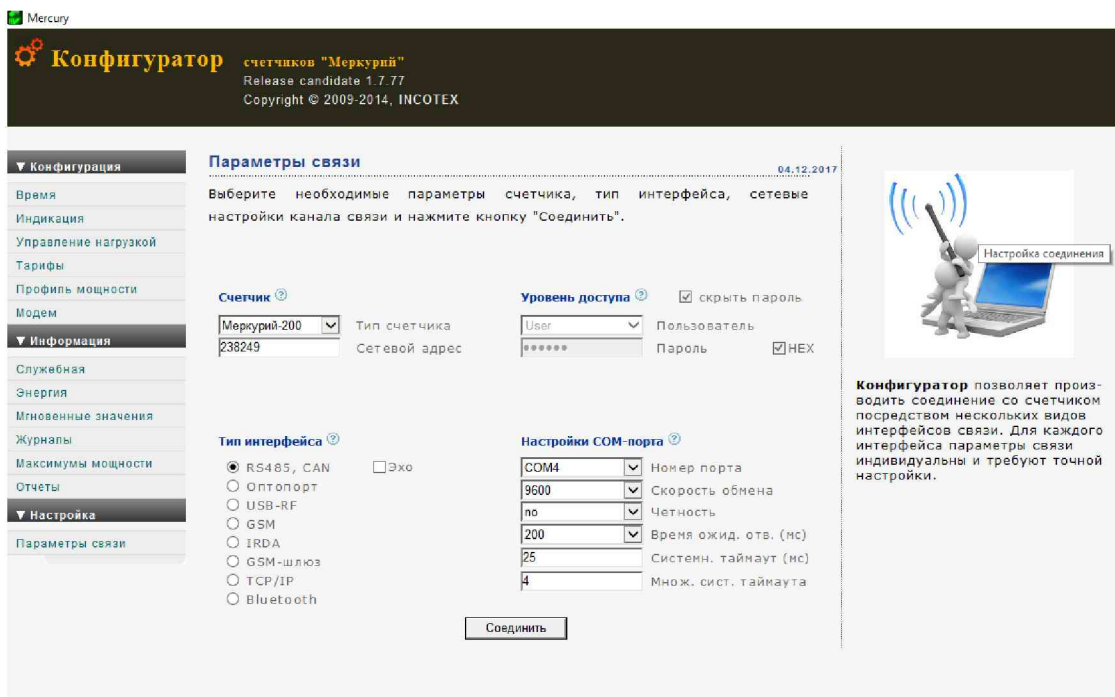 Mercury
Конфигуратор
счетчиков "Меркурий"
Release candidate 1.7.77
Copyright © 2009-2014, INCOTEX
▼ Конфигурация
Время
Индикация
Управление нагрузкой
Тарифы
Профиль мощности
Модем
▼ Информация
Служебная
Энергия
Мгновенные значения
Журналы
Максимумы мощности
Отчеты
▼ Настройка
Параметры связи
Параметры связи
04.12.2017
Выберите необходимые параметры счетчика, тип интерфейса, сетевые
настройки канала связи и нажмите кнопку "Соединить".
Счетчик ?
Меркурий-200 Тип счетчика
238249 Сетевой адрес
Уровень доступа ? скрыть пароль
User Пользователь
Пароль HEX
Тип интерфейса ?
RS485, CAN Эхо
Оптопорт
USB-RF
GSM
IRDA
GSM-шлюз
TCP/IP
Bluetooth
Настройки COM-порта ?
COM4 Номер порта
9600 Скорость обмена
no Четность
200 Время ожид. отв. (мс)
25 Системн. таймаут (мс)
4 Множ. сист. таймаута
Соединить
Настройка соединения
Конфигуратор позволяет произ-
водить соединение со счетчиком
посредством нескольких видов
интерфейсов связи. Для каждого
интерфейса параметры связи
индивидуальны и требуют точной
настройки.